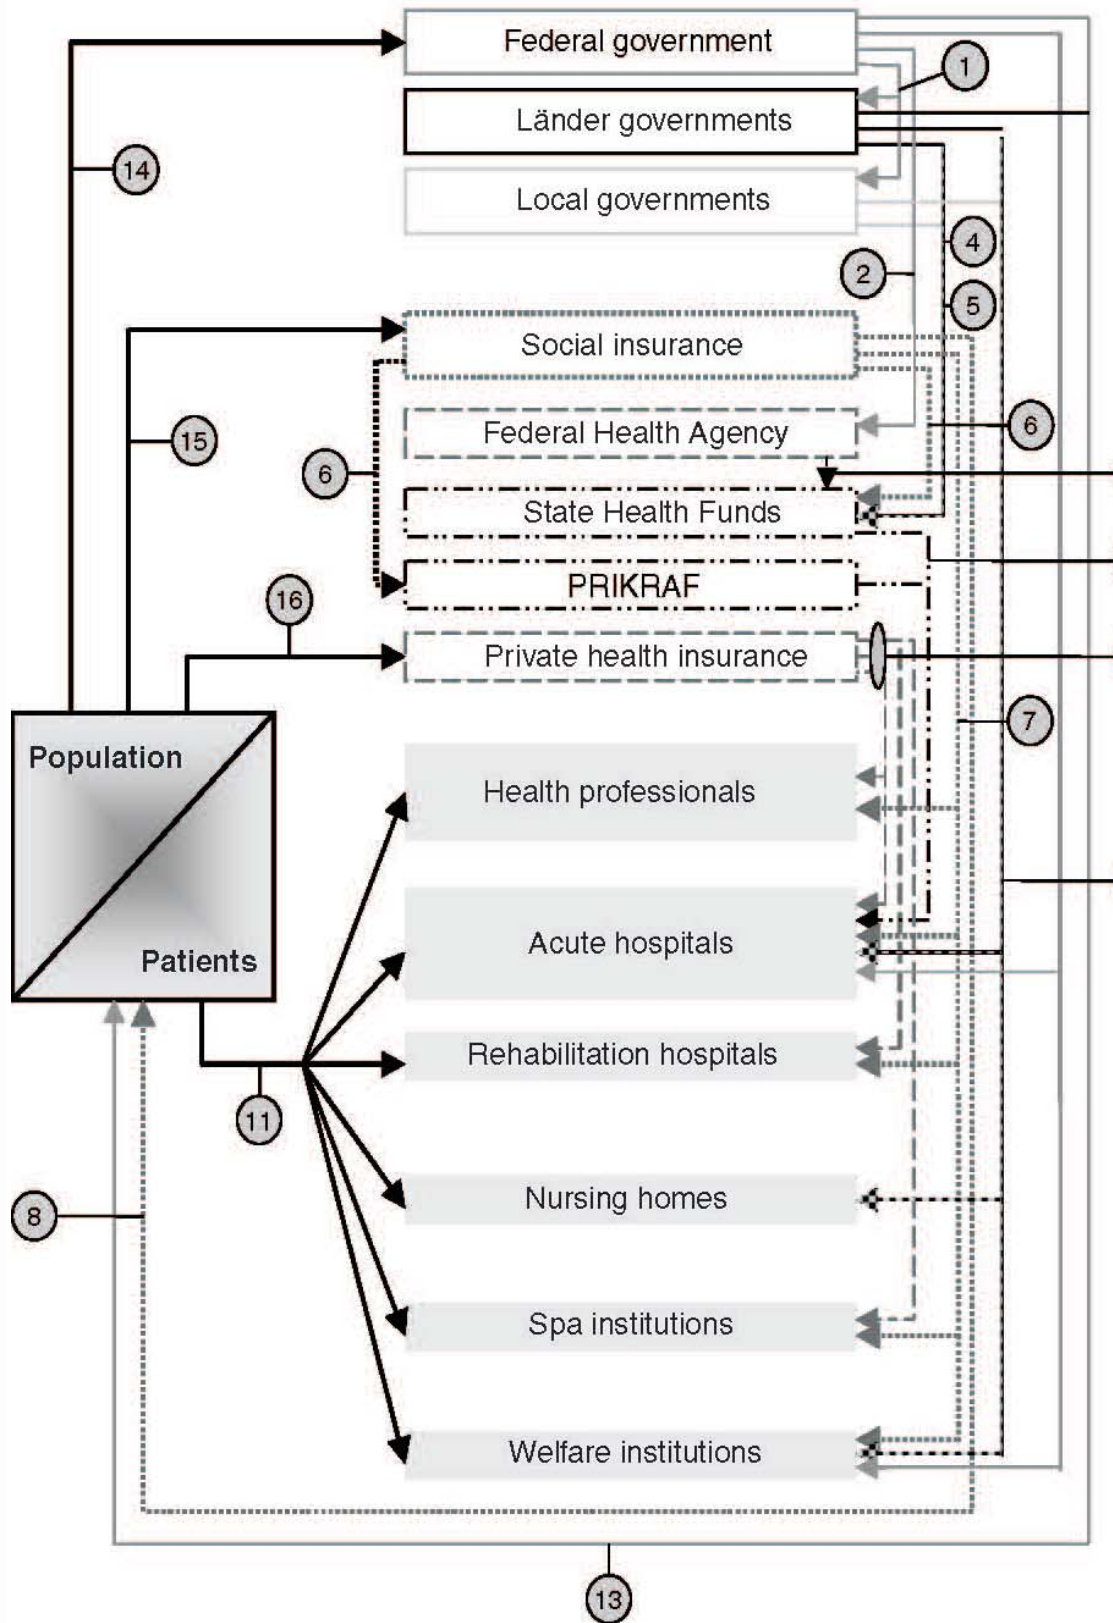 Federal government
1
Länder governments
14
Local governments
4
2
5
Social insurance
15
6
Federal Health Agency
6
State Health Funds
PRIKRAF
16
Private health insurance
7
Population
Health professionals
Acute hospitals
Patients
Rehabilitation hospitals
11
Nursing homes
8
Spa institutions
Welfare institutions
13